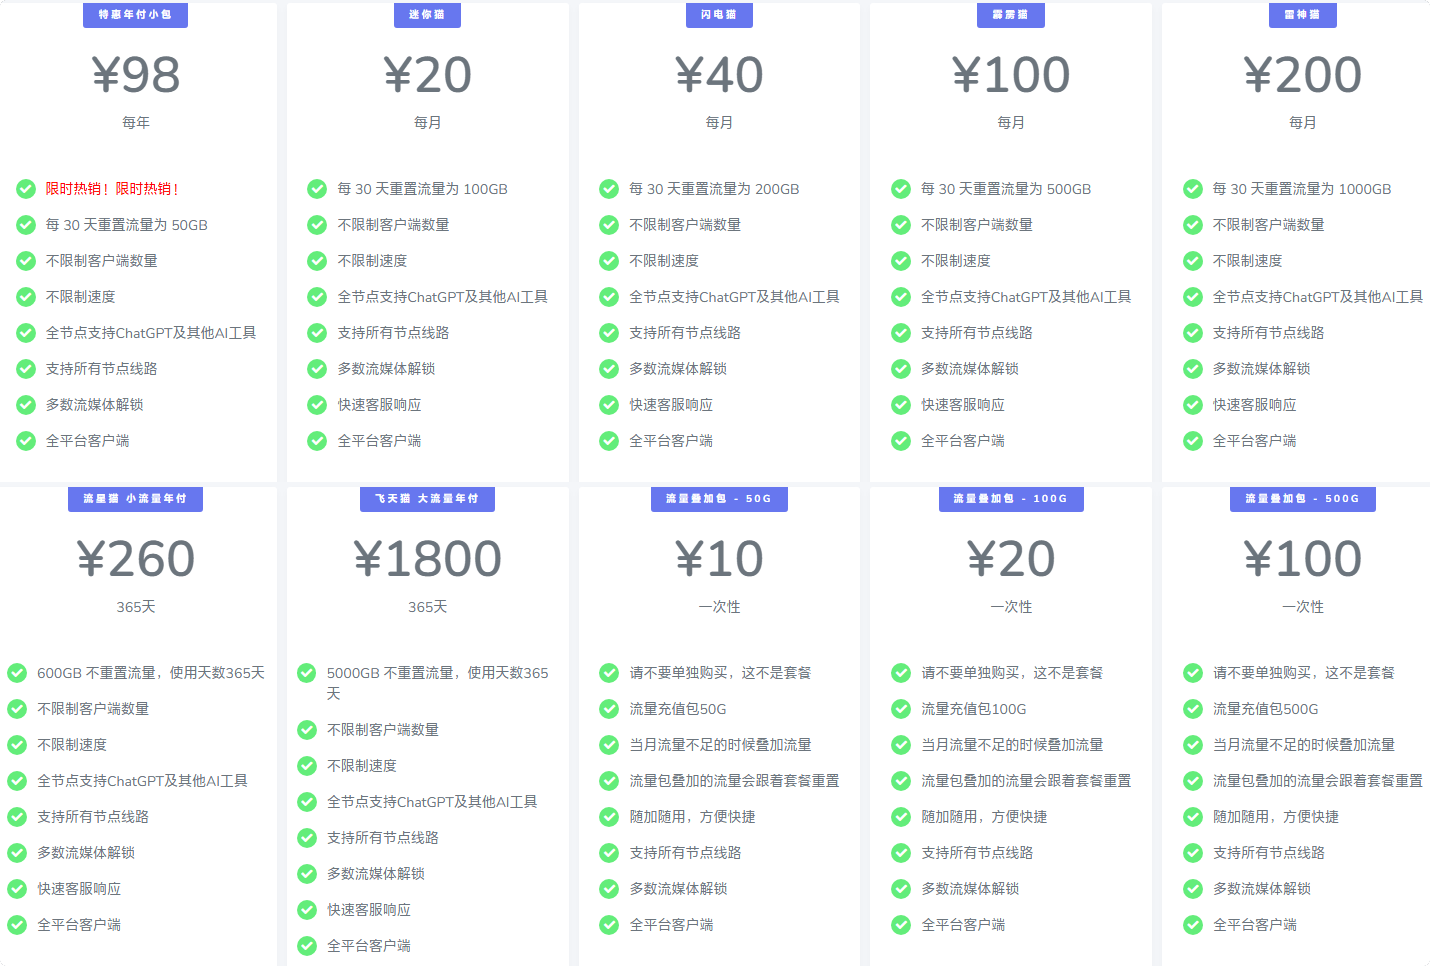 特惠年付小包
¥98
每年
限时热销！限时热销！
每 30 天重置流量为 50GB
不限制客户端数量
不限制速度
全节点支持ChatGPT及其他AI工具
支持所有节点线路
多数流媒体解锁
全平台客户端
迷你猫
¥20
每月
每 30 天重置流量为 100GB
不限制客户端数量
不限制速度
全节点支持ChatGPT及其他AI工具
支持所有节点线路
多数流媒体解锁
快速客服响应
全平台客户端
闪电猫
¥40
每月
每 30 天重置流量为 200GB
不限制客户端数量
不限制速度
全节点支持ChatGPT及其他AI工具
支持所有节点线路
多数流媒体解锁
快速客服响应
全平台客户端
霹雳猫
¥100
每月
每 30 天重置流量为 500GB
不限制客户端数量
不限制速度
全节点支持ChatGPT及其他AI工具
支持所有节点线路
多数流媒体解锁
快速客服响应
全平台客户端
雷神猫
¥200
每月
每 30 天重置流量为 1000GB
不限制客户端数量
不限制速度
全节点支持ChatGPT及其他AI工具
支持所有节点线路
多数流媒体解锁
快速客服响应
全平台客户端
流星猫 小流量年付
¥260
365天
600GB 不重置流量，使用天数365天
不限制客户端数量
不限制速度
全节点支持ChatGPT及其他AI工具
支持所有节点线路
多数流媒体解锁
快速客服响应
全平台客户端
飞天猫 大流量年付
¥1800
365天
5000GB 不重置流量，使用天数365
天
不限制客户端数量
不限制速度
全节点支持ChatGPT及其他AI工具
支持所有节点线路
多数流媒体解锁
快速客服响应
全平台客户端
流量叠加包 - 50G
¥10
一次性
请不要单独购买，这不是套餐
流量充值包50G
当月流量不足的时候叠加流量
流量包叠加的流量会跟着套餐重置
随加随用，方便快捷
支持所有节点线路
多数流媒体解锁
全平台客户端
流量叠加包 - 100G
¥20
一次性
请不要单独购买，这不是套餐
流量充值包100G
当月流量不足的时候叠加流量
流量包叠加的流量会跟着套餐重置
随加随用，方便快捷
支持所有节点线路
多数流媒体解锁
全平台客户端
流量叠加包 - 500G
¥100
一次性
请不要单独购买，这不是套餐
流量充值包500G
当月流量不足的时候叠加流量
流量包叠加的流量会跟着套餐重置
随加随用，方便快捷
支持所有节点线路
多数流媒体解锁
全平台客户端